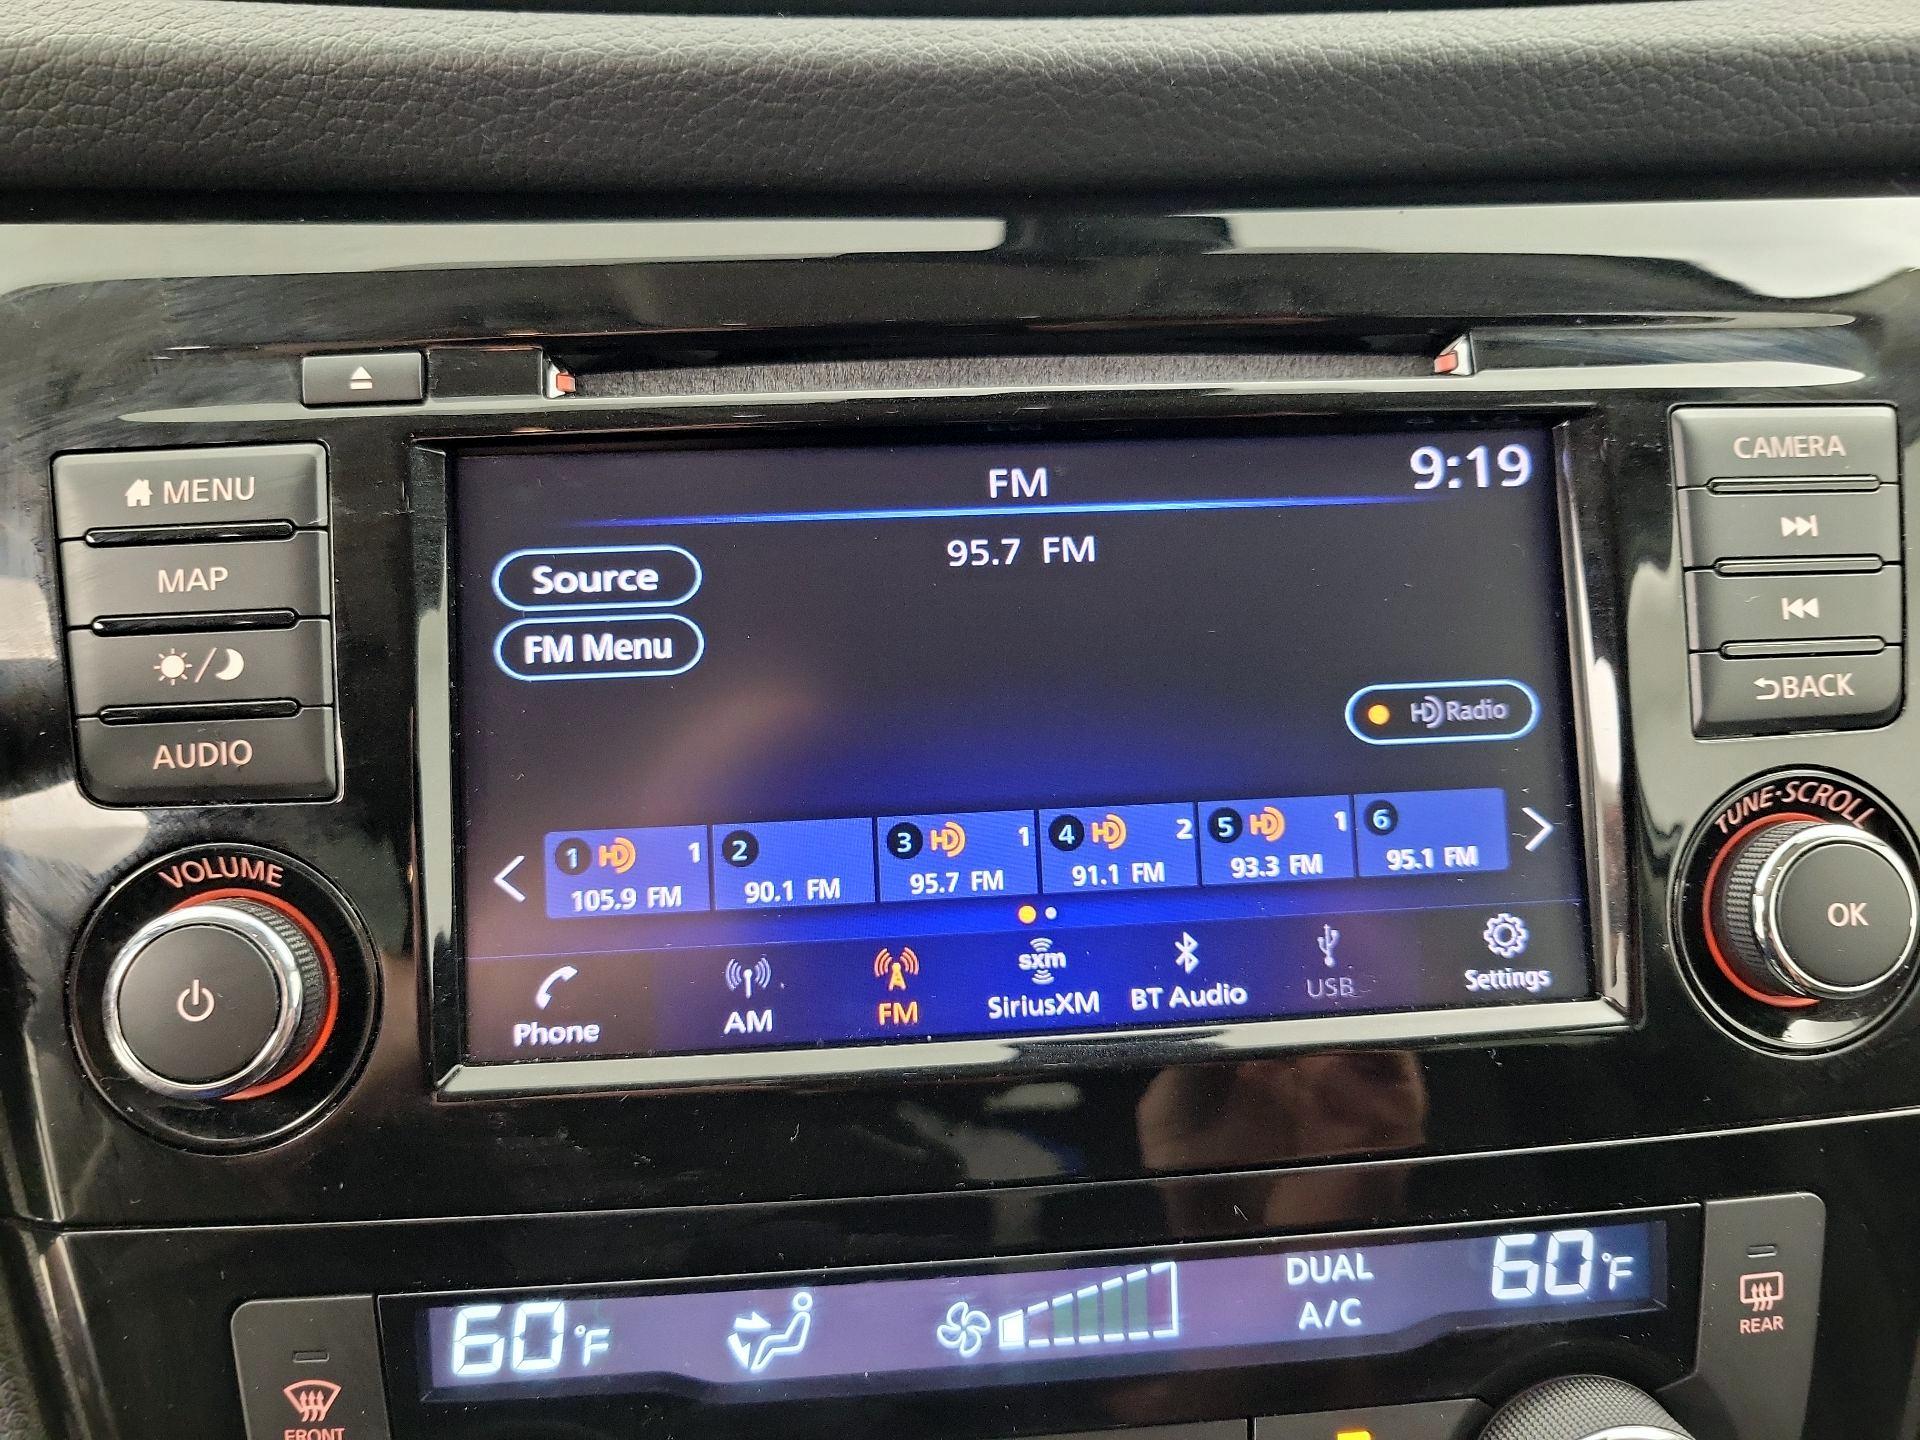 MENU
MAP
AUDIO
VOLUME
FM
9:19
95.7 FM
Source
FM Menu
HD Radio
1 HD 1
105.9 FM
2
90.1 FM
3 HD 1
95.7 FM
4 HD 2
91.1 FM
5 HD 1
93.3 FM
6
95.1 FM
Phone
AM
FM
sxm
SiriusXM
BT Audio
USB
Settings
CAMERA
BACK
TUNE-SCROLL
OK
60°F
DUAL
A/C
60°F
FRONT
REAR